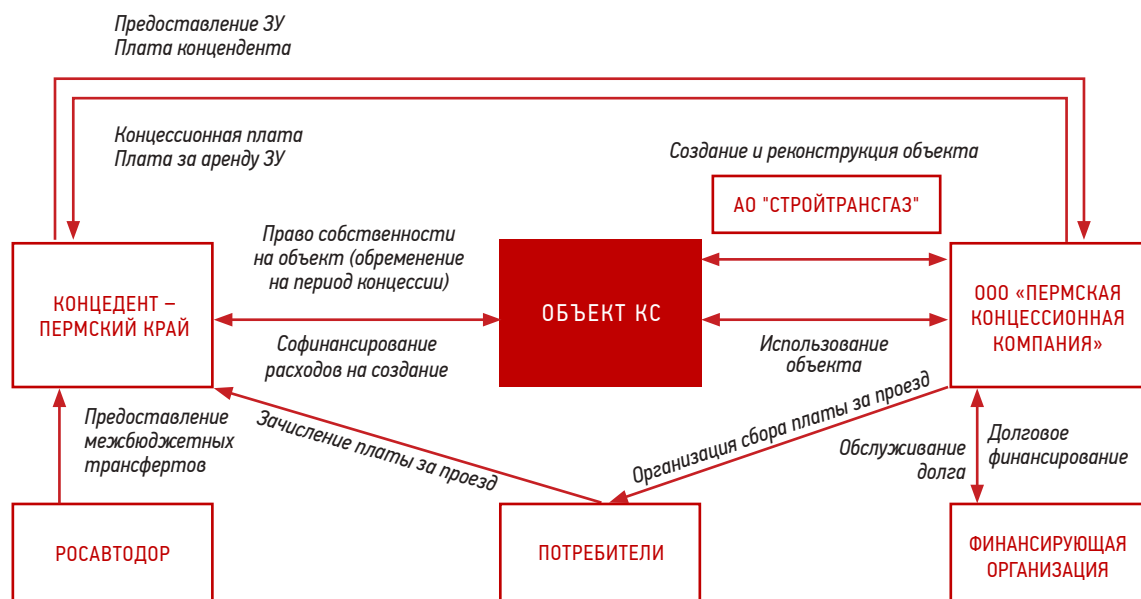 Предоставление ЗУ
Плата концендента
Концессионная плата
Плата за аренду ЗУ
Создание и реконструкция объекта
АО "СТРОЙТРАНСГАЗ"
Право собственности
на объект (обременение
на период концессии)
КОНЦЕДЕНТ –
ПЕРМСКИЙ КРАЙ
ОБЪЕКТ КС
ООО «ПЕРМСКАЯ
КОНЦЕССИОННАЯ
КОМПАНИЯ»
Софинансирование
расходов на создание
Использование
объекта
Предоставление
межбюджетных
трансфертов
Зачисление платы за проезд
Организация сбора платы за проезд
Обслуживание
долга
Долговое
финансирование
РОСАВТОДОР
ПОТРЕБИТЕЛИ
ФИНАНСИРУЮЩАЯ
ОРГАНИЗАЦИЯ